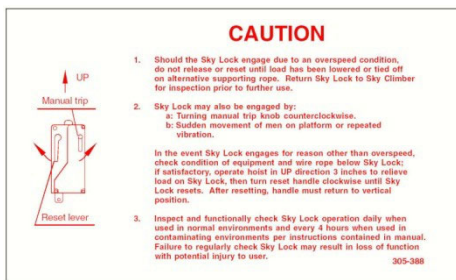 CAUTION
1. Should the Sky Lock engage due to an overspeed condition,
do not release or reset until load has been lowered or tied off
on alternative supporting rope. Return Sky Lock to Sky Climber
for inspection prior to further use.
2. Sky Lock may also be engaged by:
a: Turning manual trip knob counterclockwise.
b: Sudden movement of men on platform or repeated
vibration.
In the event Sky Lock engages for reason other than overspeed,
check condition of equipment and wire rope below Sky Lock;
if satisfactory, operate hoist in UP direction 3 inches to relieve
load on Sky Lock, then turn reset handle clockwise until Sky
Lock resets. After resetting, handle must return to vertical
position.
3. Inspect and functionally check Sky Lock operation daily when
used in normal environments and every 4 hours when used in
contaminating environments per instructions contained in manual.
Failure to regularly check Sky Lock may result in loss of function
with potential injury to user.
305-388
UP
Manual trip
Reset lever